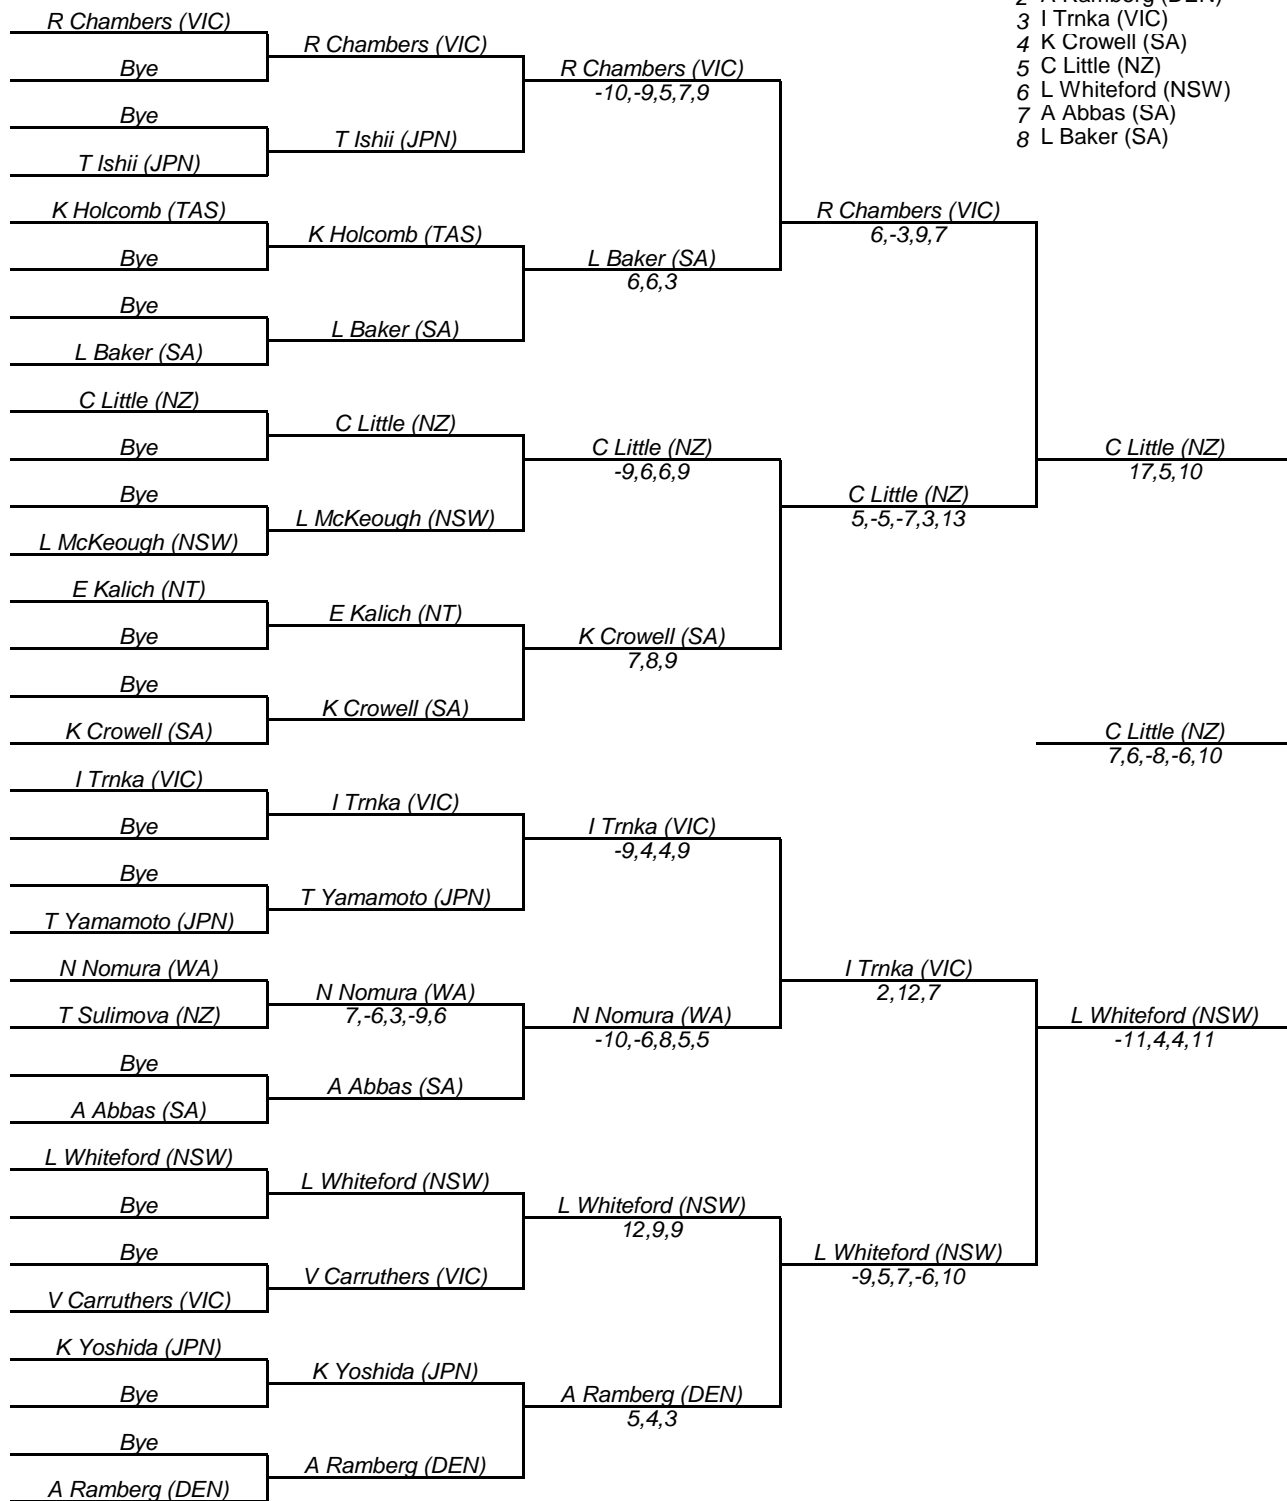 2 A Ramberg (DEN)
3 I Trnka (VIC)
4 K Crowell (SA)
5 C Little (NZ)
6 L Whiteford (NSW)
7 A Abbas (SA)
8 L Baker (SA)
R Chambers (VIC)
Bye
Bye
T Ishii (JPN)
K Holcomb (TAS)
Bye
Bye
L Baker (SA)
C Little (NZ)
Bye
Bye
L McKeough (NSW)
E Kalich (NT)
Bye
Bye
K Crowell (SA)
I Trnka (VIC)
Bye
Bye
T Yamamoto (JPN)
N Nomura (WA)
T Sulimova (NZ)
Bye
A Abbas (SA)
L Whiteford (NSW)
Bye
Bye
V Carruthers (VIC)
K Yoshida (JPN)
Bye
Bye
A Ramberg (DEN)
R Chambers (VIC)
T Ishii (JPN)
K Holcomb (TAS)
L Baker (SA)
C Little (NZ)
L McKeough (NSW)
E Kalich (NT)
K Crowell (SA)
I Trnka (VIC)
T Yamamoto (JPN)
N Nomura (WA)
7,-6,3,-9,6
A Abbas (SA)
L Whiteford (NSW)
V Carruthers (VIC)
K Yoshida (JPN)
A Ramberg (DEN)
R Chambers (VIC)
-10,-9,5,7,9
L Baker (SA)
6,6,3
C Little (NZ)
-9,6,6,9
K Crowell (SA)
7,8,9
I Trnka (VIC)
-9,4,4,9
N Nomura (WA)
-10,-6,8,5,5
L Whiteford (NSW)
12,9,9
A Ramberg (DEN)
5,4,3
R Chambers (VIC)
6,-3,9,7
C Little (NZ)
5,-5,-7,3,13
I Trnka (VIC)
2,12,7
L Whiteford (NSW)
-9,5,7,-6,10
C Little (NZ)
17,5,10
C Little (NZ)
7,6,-8,-6,10
L Whiteford (NSW)
-11,4,4,11